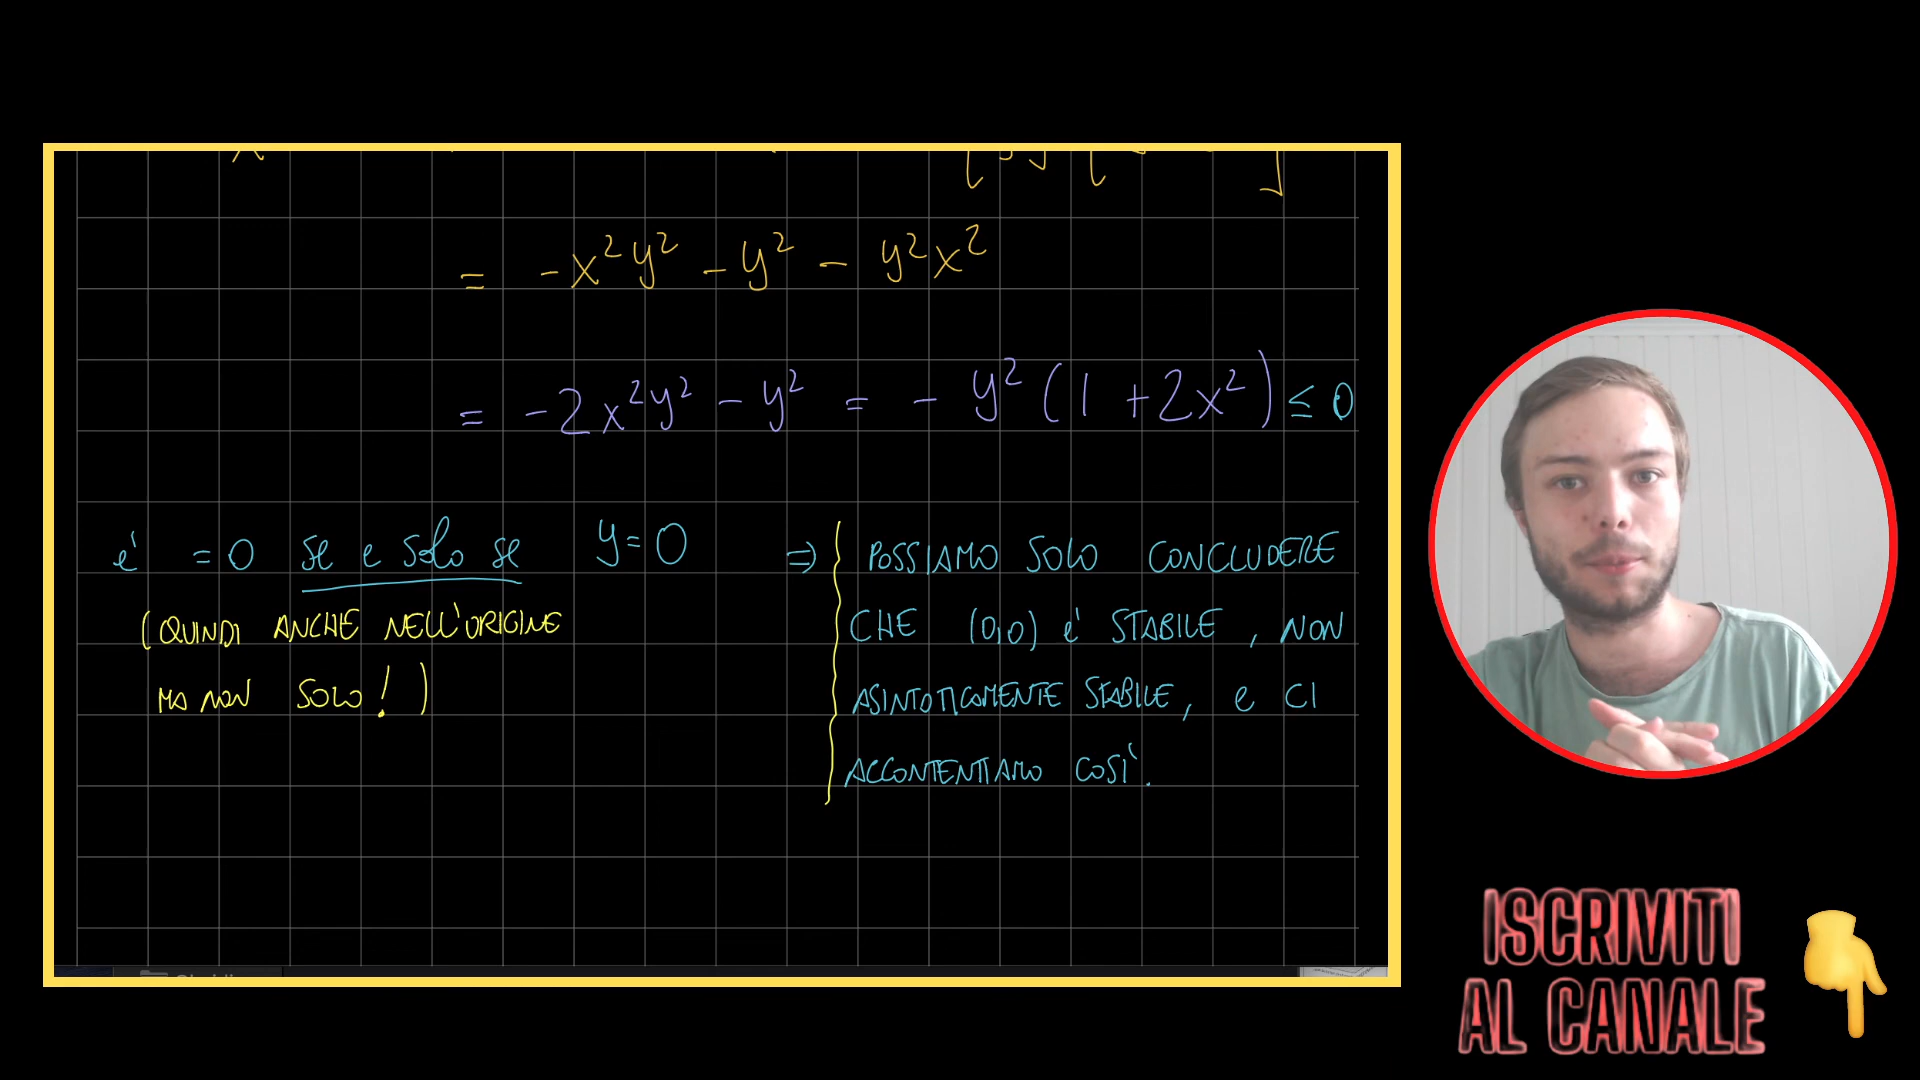 = -x²y² - y² - y²x²
= -2x²y² - y² = - y² (1 + 2x²) ≤ 0
è = 0 se e solo se y = 0 ⇒
(QUINDI ANCHE NELL'ORIGINE
MA NON SOLO!)
POSSIAMO SOLO CONCLUDERE
CHE (0,0) è STABILE, NON
ASINTOTICAMENTE STABILE, e CI
ACCONTENTIAMO COSÌ.
ISCRIVITI
AL CANALE